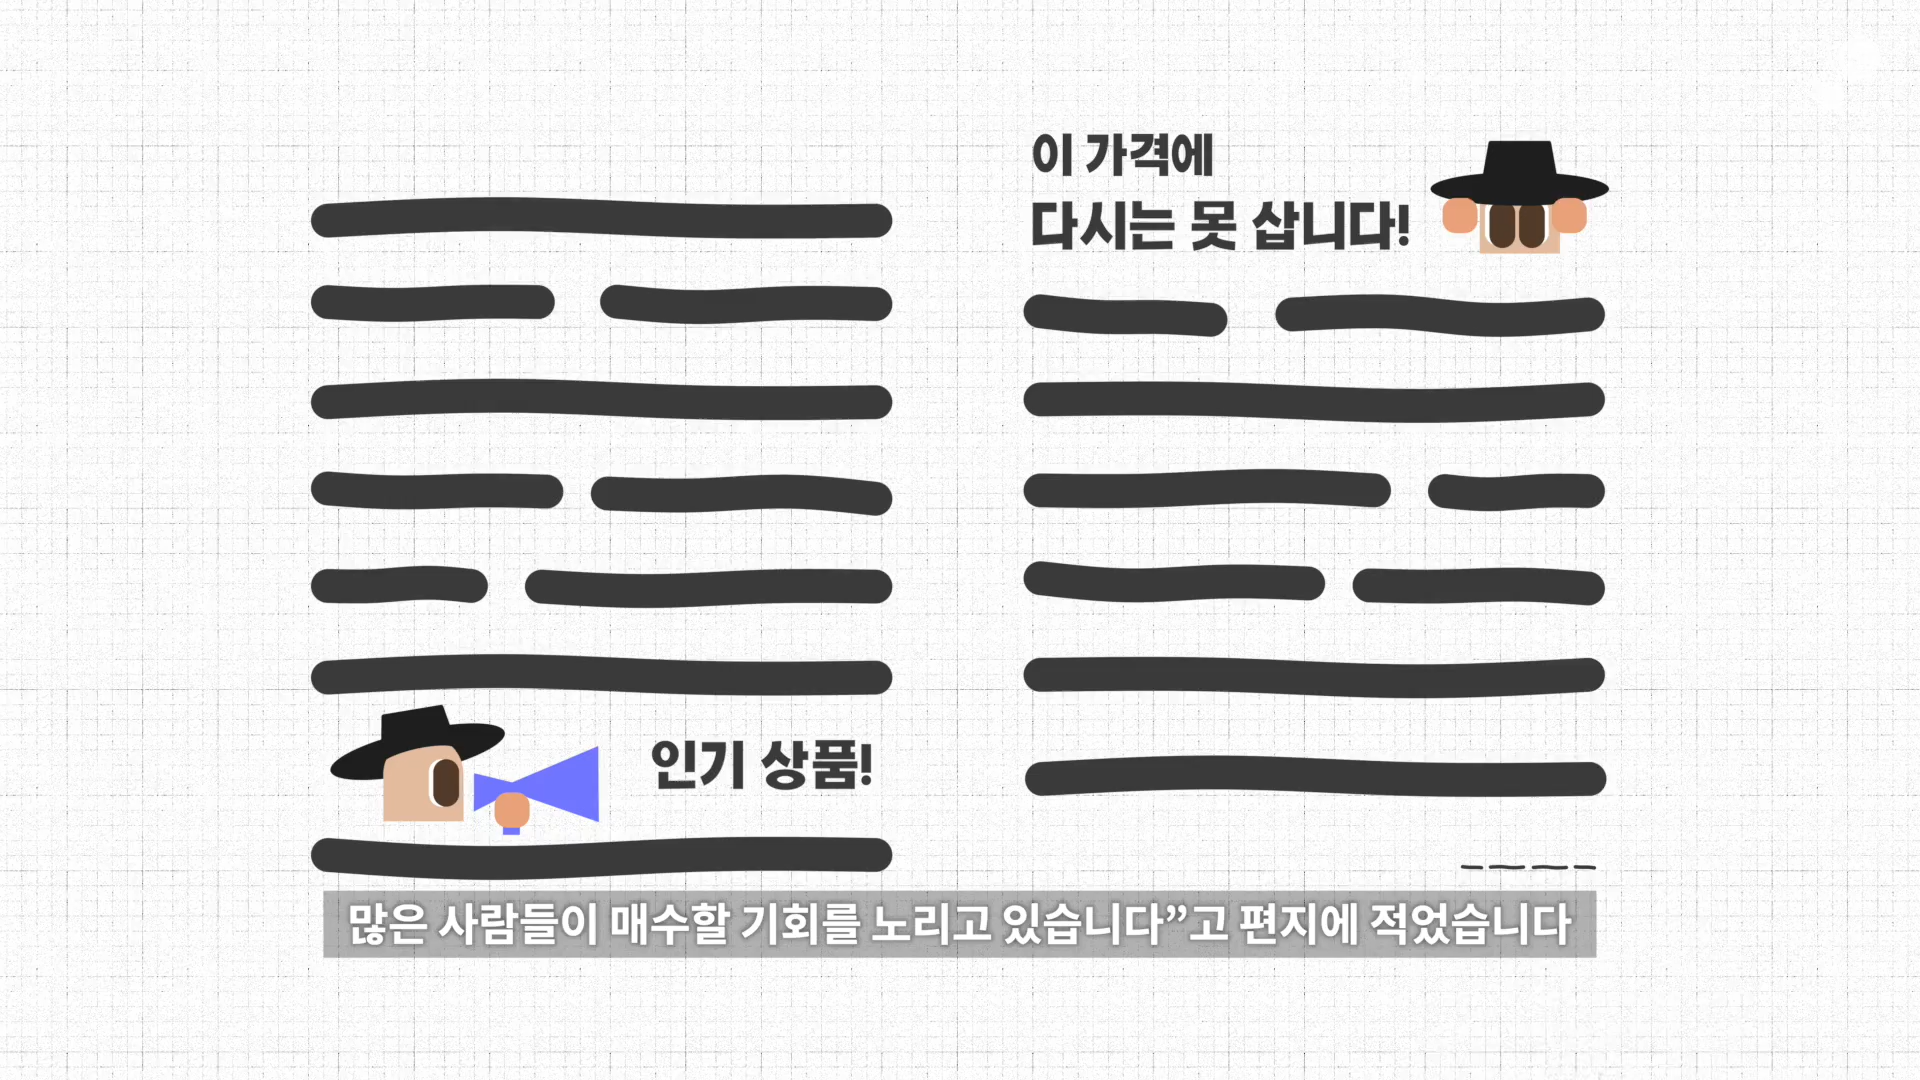 이 가격에
다시는 못 삽니다!
인기 상품!
많은 사람들이 매수할 기회를 노리고 있습니다”고 편지에 적었습니다